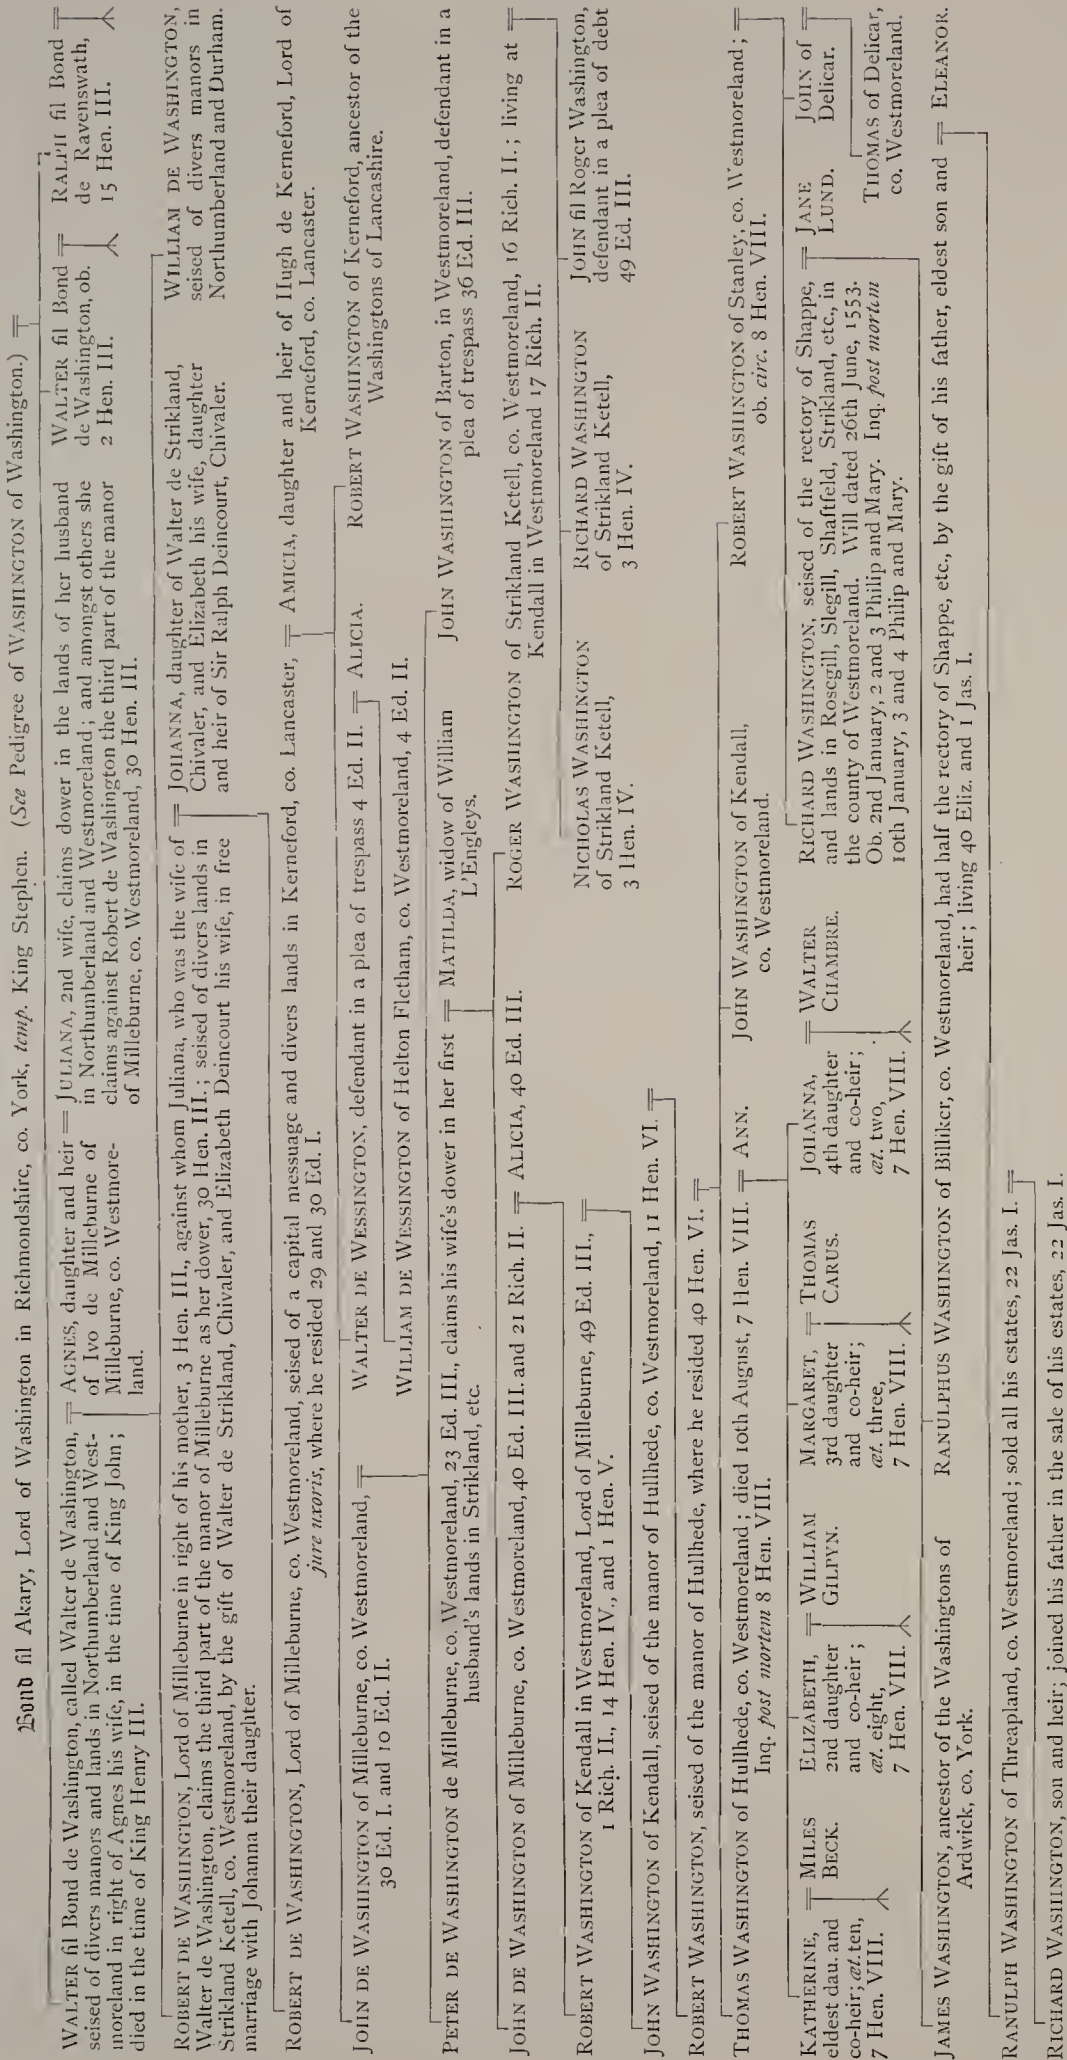 Bond fil Akary, Lord of Washington in Richmondshire, co. York, temp. King Stephen. (See Pedigree of WASHINGTON of Washington.)
WALTER fil Bond de Washington, called Walter de Washington,
seised of divers manors and lands in Northumberland and West-
moreland in right of Agnes his wife, in the time of King John;
died in the time of King Henry III.
AGNES, daughter and heir
of Ivo de Milleburne of
Milleburne, co. Westmore-
land.
JULIANA, 2nd wife, claims dower in the lands of her husband
in Northumberland and Westmoreland; and amongst others she
claims against Robert de Washington the third part of the manor
of Milleburne, co. Westmoreland, 30 Hen. III.
WALTER fil Bond
de Washington, ob.
2 Hen. III.
RALPH fil Bond
de Ravenswath,
15 Hen. III.
ROBERT DE WASHINGTON, Lord of Milleburne in right of his mother, 3 Hen. III., against whom Juliana, who was the wife of
Walter de Washington, claims the third part of the manor of Milleburne as her dower, 30 Hen. III.; seised of divers lands in
Strikland Ketell, co. Westmoreland, by the gift of Walter de Strikland, Chivaler, and Elizabeth Deincourt his wife, in free
marriage with Johanna their daughter.
JOHANNA, daughter of Walter de Strikland,
Chivaler, and Elizabeth his wife, daughter
and heir of Sir Ralph Deincourt, Chivaler.
WILLIAM DE WASHINGTON,
seised of divers manors in
Northumberland and Durham.
ROBERT DE WASHINGTON, Lord of Milleburne, co. Westmoreland, seised of a capital messuage and divers lands in Kerneford, co. Lancaster,
jure uxoris, where he resided 29 and 30 Ed. I.
AMICIA, daughter and heir of Hugh de Kerneford, Lord of
Kerneford, co. Lancaster.
JOHN DE WASHINGTON of Milleburne, co. Westmoreland,
30 Ed. I. and 10 Ed. II.
WALTER DE WESSINGTON, defendant in a plea of trespass 4 Ed. II.
ALICIA.
ROBERT WASHINGTON of Kerneford, ancestor of the
Washingtons of Lancashire.
WILLIAM DE WESSINGTON of Helton Flctham, co. Westmoreland, 4 Ed. II.
PETER DE WASHINGTON de Milleburne, co. Westmoreland, 23 Ed. III., claims his wife's dower in her first
husband's lands in Strikland, etc.
MATILDA, widow of William
L'Engleys.
JOHN WASHINGTON of Barton, in Westmoreland, defendant in a
plea of trespass 36 Ed. III.
JOHN DE WASHINGTON of Milleburne, co. Westmoreland, 40 Ed. III. and 21 Rich. II.
ALICIA, 40 Ed. III.
ROGER WASHINGTON of Strikland Ketell, co. Westmoreland, 16 Rich. II.; living at
Kendall in Westmoreland 17 Rich. II.
ROBERT WASHINGTON of Kendall in Westmoreland, Lord of Milleburne, 49 Ed. III.,
1 Rich. II., 14 Hen. IV., and 1 Hen. V.
NICHOLAS WASHINGTON
of Strikland Ketell,
3 Hen. IV.
RICHARD WASHINGTON
of Strikland Ketell,
3 Hen. IV.
JOHN fil Roger Washington,
defendant in a plea of debt
49 Ed. III.
JOHN WASHINGTON of Kendall, seised of the manor of Hullhede, co. Westmoreland, 11 Hen. VI.
ROBERT WASHINGTON, seised of the manor of Hullhede, where he resided 40 Hen. VI.
THOMAS WASHINGTON of Hullhede, co. Westmoreland; died 10th August, 7 Hen. VIII.
Inq. post mortem 8 Hen. VIII.
ANN.
JOHN WASHINGTON of Kendall,
co. Westmoreland.
ROBERT WASHINGTON of Stanley, co. Westmoreland;
ob. circ. 8 Hen. VIII.
KATHERINE,
eldest dau. and
co-heir; æt. ten,
7 Hen. VIII.
MILES
BECK.
ELIZABETH,
2nd daughter
and co-heir;
æt. eight,
7 Hen. VIII.
WILLIAM
GILPYN.
MARGARET,
3rd daughter
and co-heir;
æt. three,
7 Hen. VIII.
THOMAS
CARUS.
JOHANNA,
4th daughter
and co-heir;
æt. two,
7 Hen. VIII.
WALTER
CHAMBRE.
RICHARD WASHINGTON, seised of the rectory of Shappe,
and lands in Roscgill, Slegill, Shaftfeld, Strikland, etc., in
the county of Westmoreland. Will dated 26th June, 1553.
Ob. 2nd January, 2 and 3 Philip and Mary. Inq. post mortem
10th January, 3 and 4 Philip and Mary.
JANE
LUND.
JOHN of
Delicar.
THOMAS of Delicar,
co. Westmoreland.
JAMES WASHINGTON, ancestor of the Washingtons of
Ardwick, co. York.
RANULPHUS WASHINGTON of Billiker, co. Westmoreland, had half the rectory of Shappe, etc., by the gift of his father, eldest son and
heir; living 40 Eliz. and 1 Jas. I.
ELEANOR.
RANULPH WASHINGTON of Threapland, co. Westmoreland; sold all his estates, 22 Jas. I.
RICHARD WASHINGTON, son and heir; joined his father in the sale of his estates, 22 Jas. I.